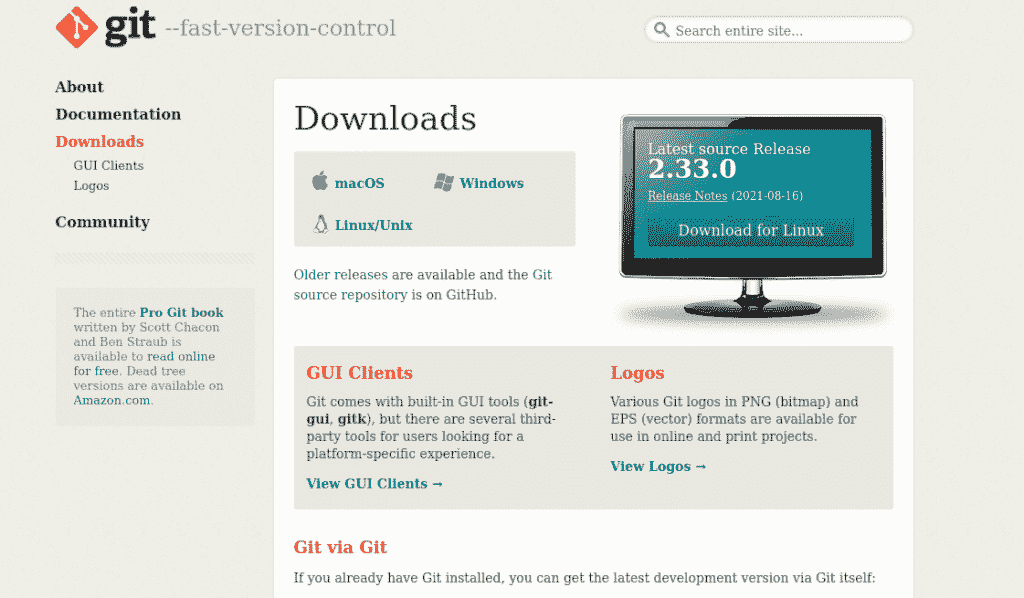 git --fast-version-control
Search entire site...
About
Documentation
Downloads
GUI Clients
Logos
Community
The entire Pro Git book
written by Scott Chacon
and Ben Straub is
available to read online
for free. Dead tree
versions are available on
Amazon.com.
Downloads
macOS
Windows
Linux/Unix
Older releases are available and the Git
source repository is on GitHub.
Latest source Release
2.33.0
Release Notes (2021-08-16)
Download for Linux
GUI Clients
Git comes with built-in GUI tools (git-
gui, gitk), but there are several third-
party tools for users looking for a
platform-specific experience.
View GUI Clients →
Logos
Various Git logos in PNG (bitmap) and
EPS (vector) formats are available for
use in online and print projects.
View Logos →
Git via Git
If you already have Git installed, you can get the latest development version via Git itself: